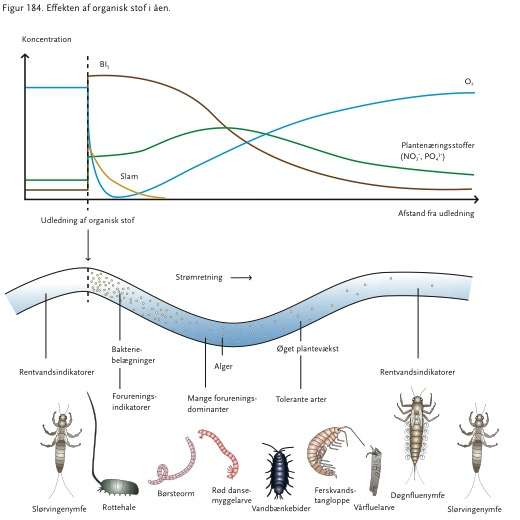 Figur 184. Effekten af organisk stof i åen.
Koncentration
BI₅
O₂
Plantenæringsstoffer
(NO₃⁻, PO₄³⁻)
Slam
Udledning af organisk stof
Afstand fra udledning
Strømretning
Bakterie-
belægninger
Øget plantevækst
Alger
Rentvandsindikatorer
Rentvandsindikatorer
Forurenings-
indikatorer
Mange forurenings-
dominanter
Tolerante arter
Slørvingenymfe
Rottehale
Børsteorm
Rød danse-
myggelarve
Vandbænkebider
Ferskvands-
tangloppe
Vårfluelarve
Døgnfluenymfe
Slørvingenymfe